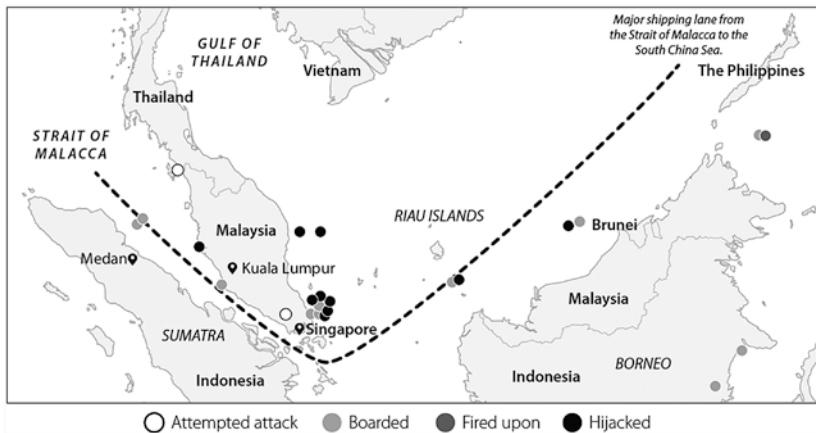 GULF OF
THAILAND
Vietnam
Major shipping lane from
the Strait of Malacca to the
South China Sea.
The Philippines
Thailand
STRAIT OF
MALACCA
Malaysia
RIAU ISLANDS
Brunei
Medan
Kuala Lumpur
Malaysia
SUMATRA
Singapore
Indonesia
Indonesia
BORNEO
Attempted attack
Boarded
Fired upon
Hijacked